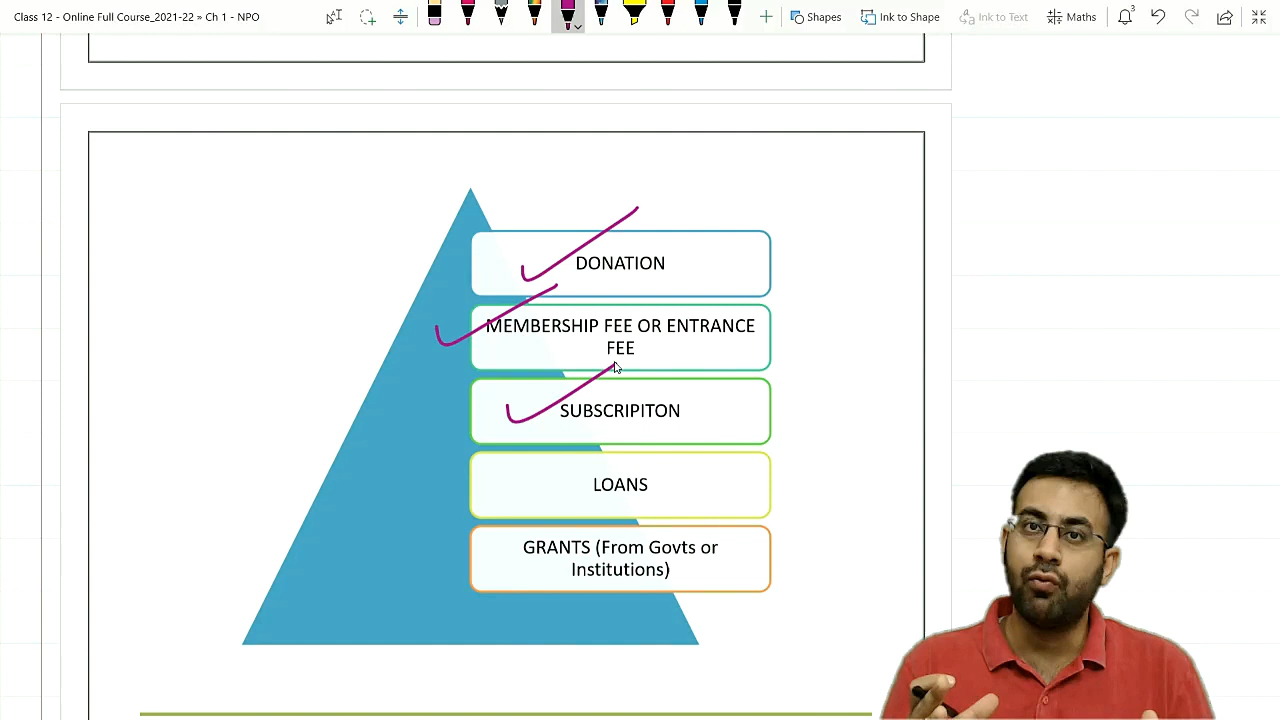 Class 12 - Online Full Course_2021-22 » Ch 1 - NPO
Shapes
Ink to Shape
Ink to Text
Maths
3
DONATION
MEMBERSHIP FEE OR ENTRANCE
FEE
SUBSCRIPITON
LOANS
GRANTS (From Govts or
Institutions)